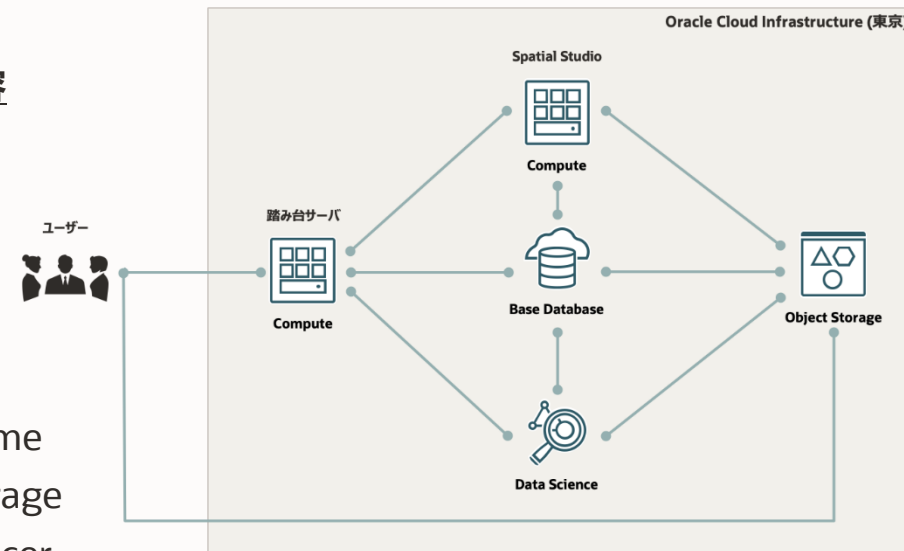 Oracle Cloud Infrastructure (東京
Spatial Studio
Compute
踏み台サーバ
Compute
ユーザー
Base Database
Object Storage
Data Science
me
age